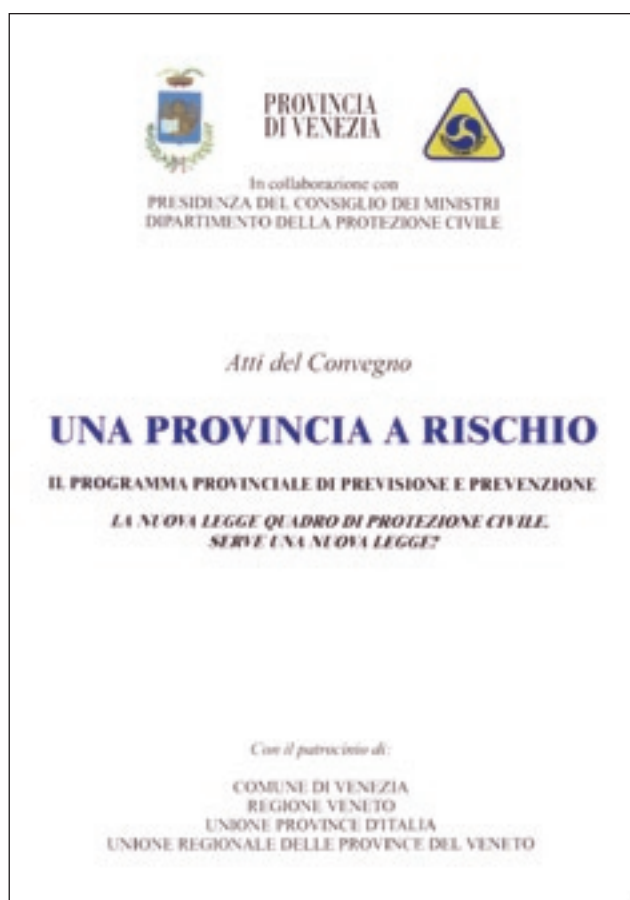 PROVINCIA
DI VENEZIA
In collaborazione con
PRESIDENZA DEL CONSIGLIO DEI MINISTRI
DIPARTIMENTO DELLA PROTEZIONE CIVILE
Atti del Convegno
UNA PROVINCIA A RISCHIO
IL PROGRAMMA PROVINCIALE DI PREVISIONE E PREVENZIONE
LA NUOVA LEGGE QUADRO DI PROTEZIONE CIVILE.
SERVE UNA NUOVA LEGGE?
Con il patrocinio di:
COMUNE DI VENEZIA
REGIONE VENETO
UNIONE PROVINCE D'ITALIA
UNIONE REGIONALE DELLE PROVINCE DEL VENETO